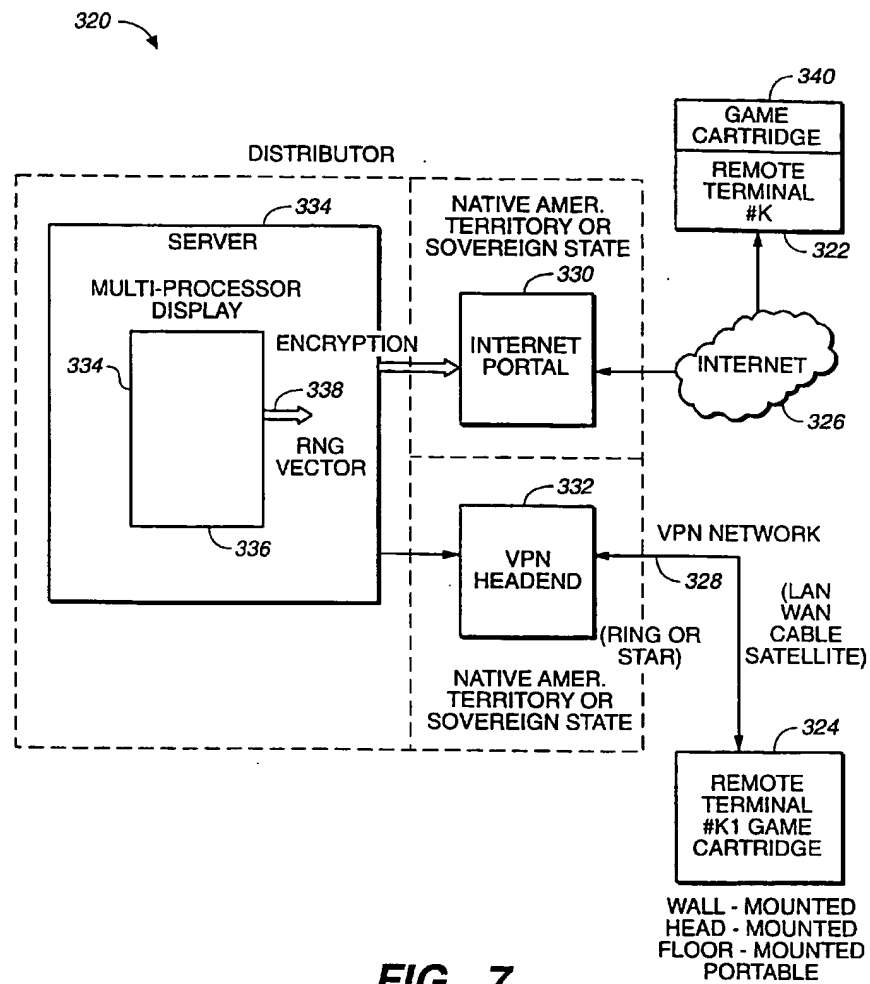 320
340
GAME
CARTRIDGE
REMOTE
TERMINAL
#K
322
DISTRIBUTOR
334
SERVER
MULTI-PROCESSOR
DISPLAY
334
338
RNG
VECTOR
336
ENCRYPTION
NATIVE AMER.
TERRITORY OR
SOVEREIGN STATE
330
INTERNET
PORTAL
INTERNET
326
332
VPN
HEADEND
VPN NETWORK
328
(RING OR
STAR)
(LAN
WAN
CABLE
SATELLITE)
NATIVE AMER.
TERRITORY OR
SOVEREIGN STATE
324
REMOTE
TERMINAL
#K1 GAME
CARTRIDGE
WALL - MOUNTED
HEAD - MOUNTED
FLOOR - MOUNTED
PORTABLE
FIG._7